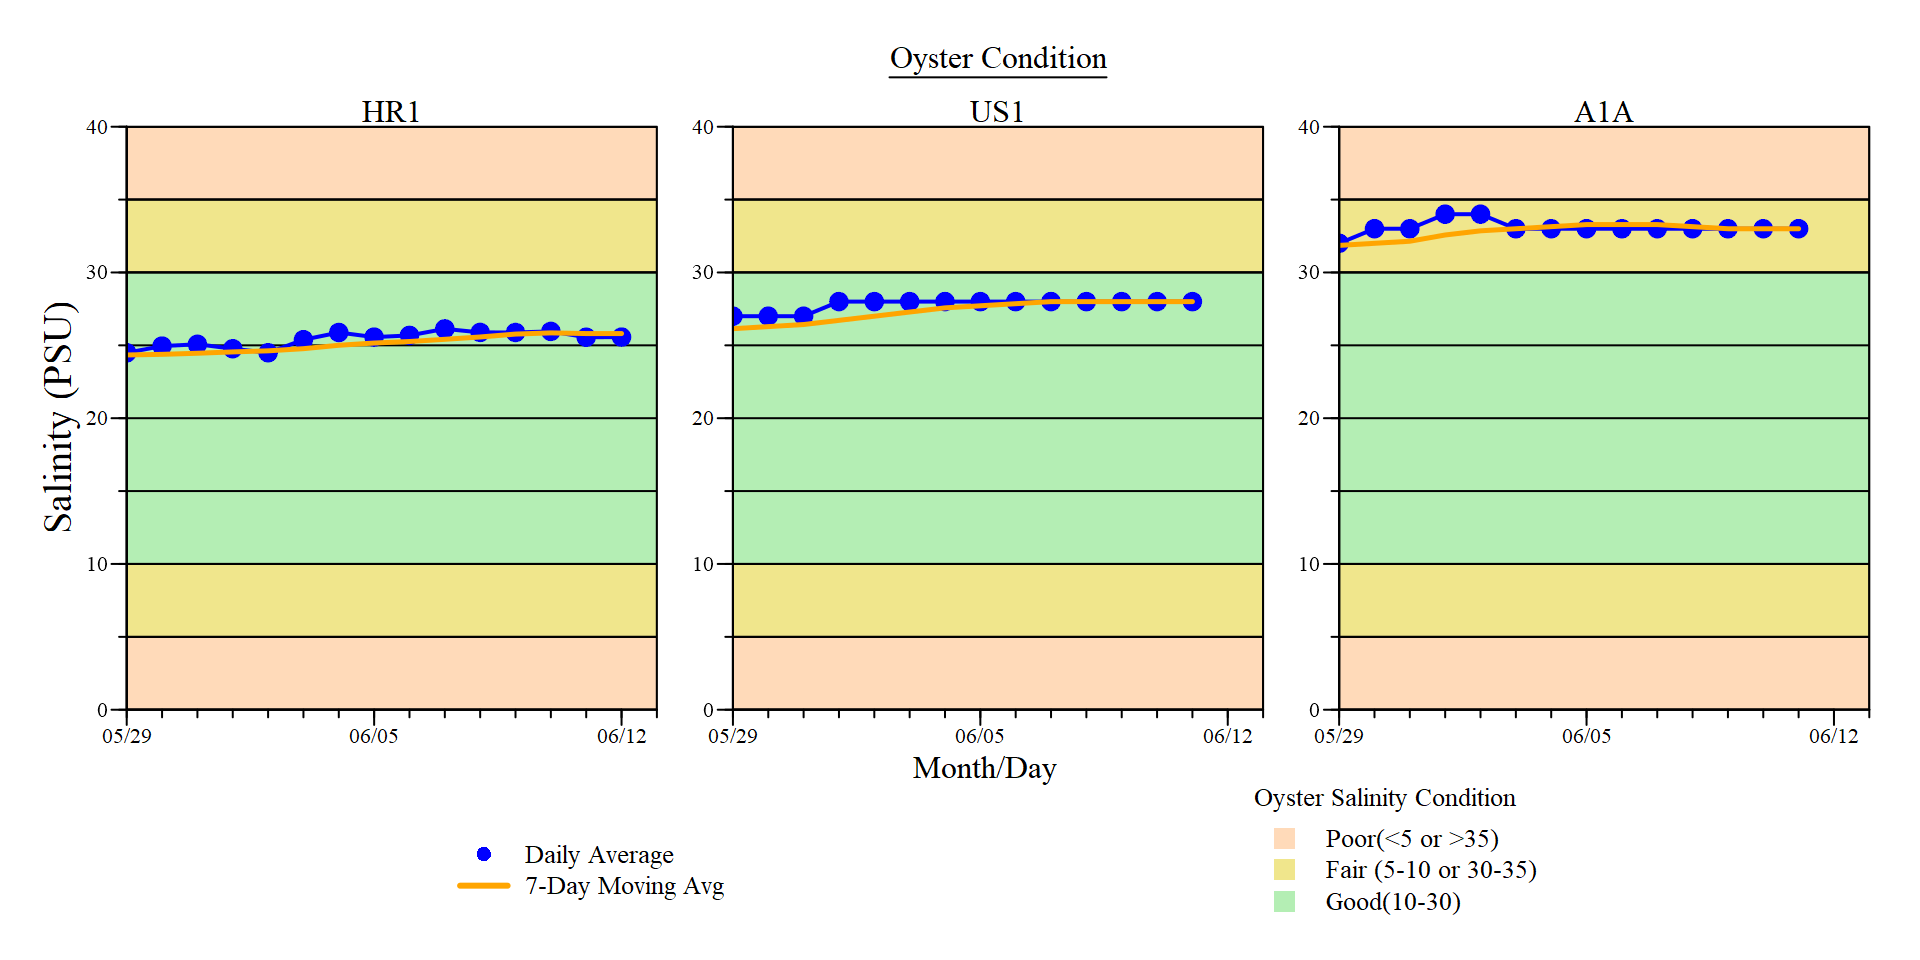 Oyster Condition
HR1
US1
A1A
40
30
20
10
0
40
30
20
10
0
40
30
20
10
0
Salinity (PSU)
05/29
06/05
06/12
05/29
06/05
06/12
05/29
06/05
06/12
Month/Day
Daily Average
7-Day Moving Avg
Oyster Salinity Condition
Poor(<5 or >35)
Fair (5-10 or 30-35)
Good(10-30)